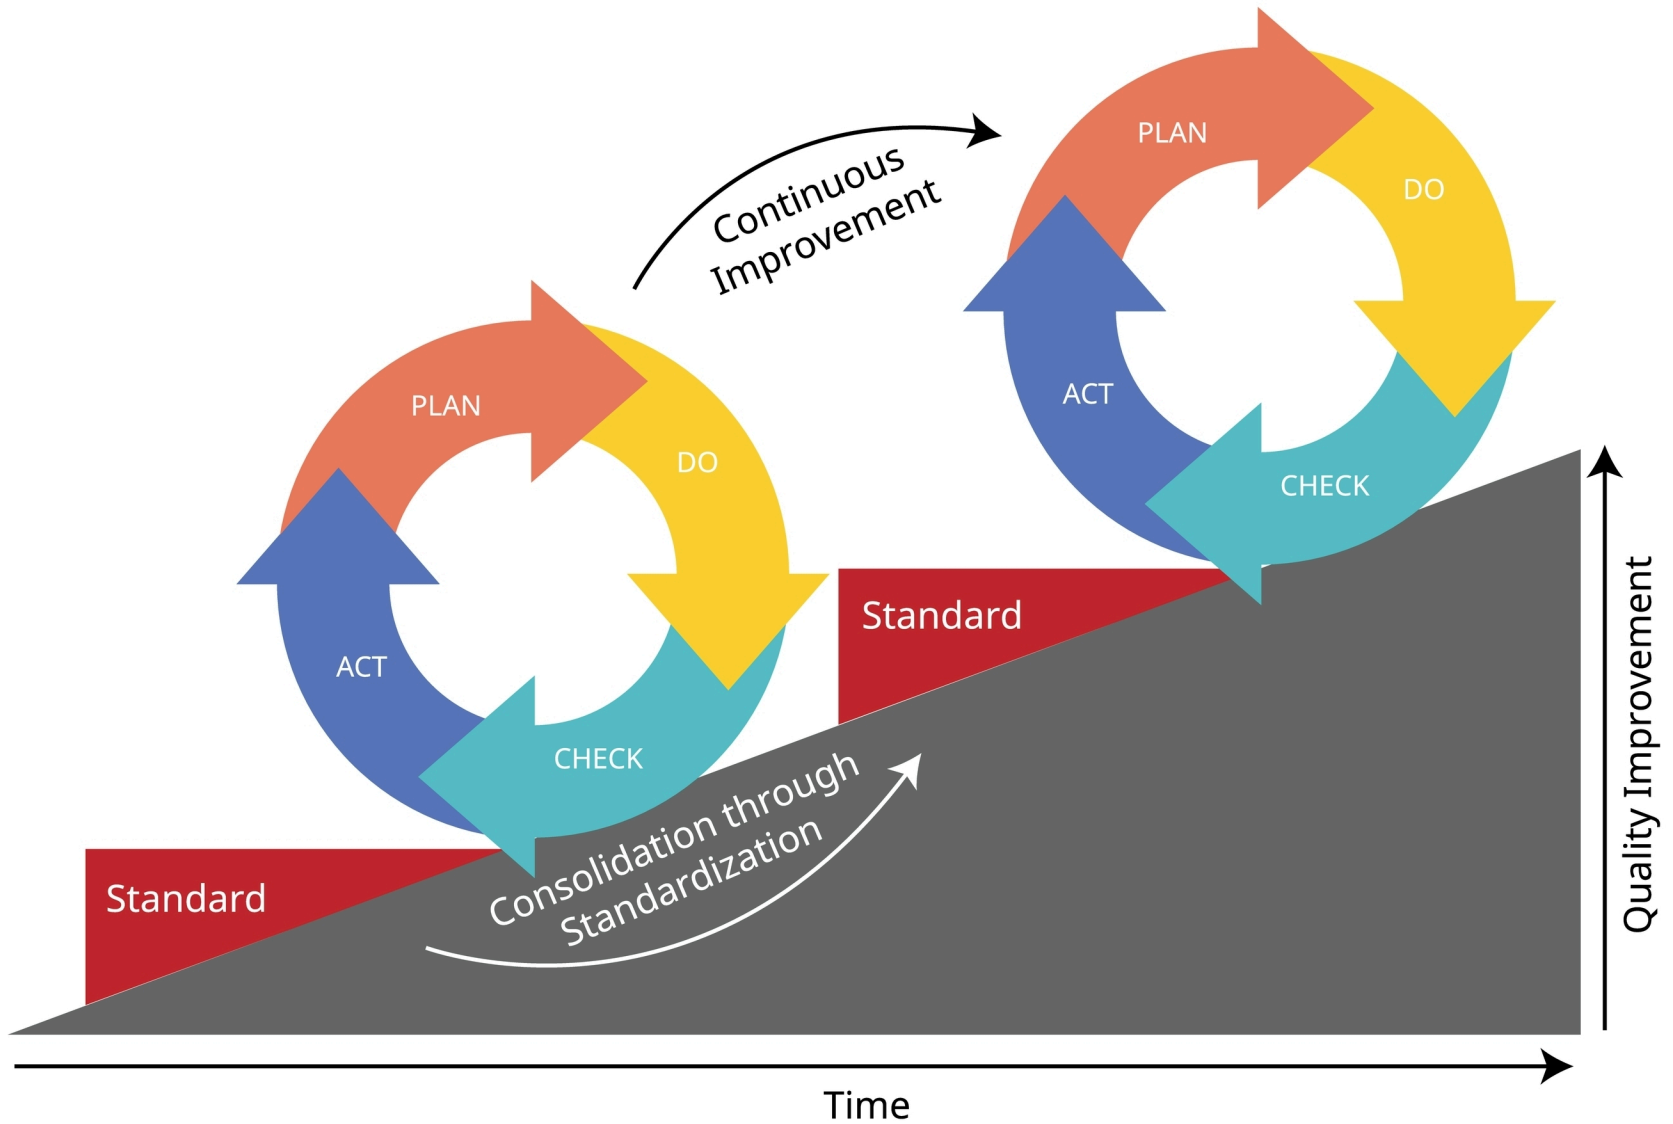 PLAN
DO
CHECK
ACT
Continuous
Improvement
PLAN
DO
CHECK
ACT
Standard
Standard
Consolidation through
Standardization
Quality Improvement
Time